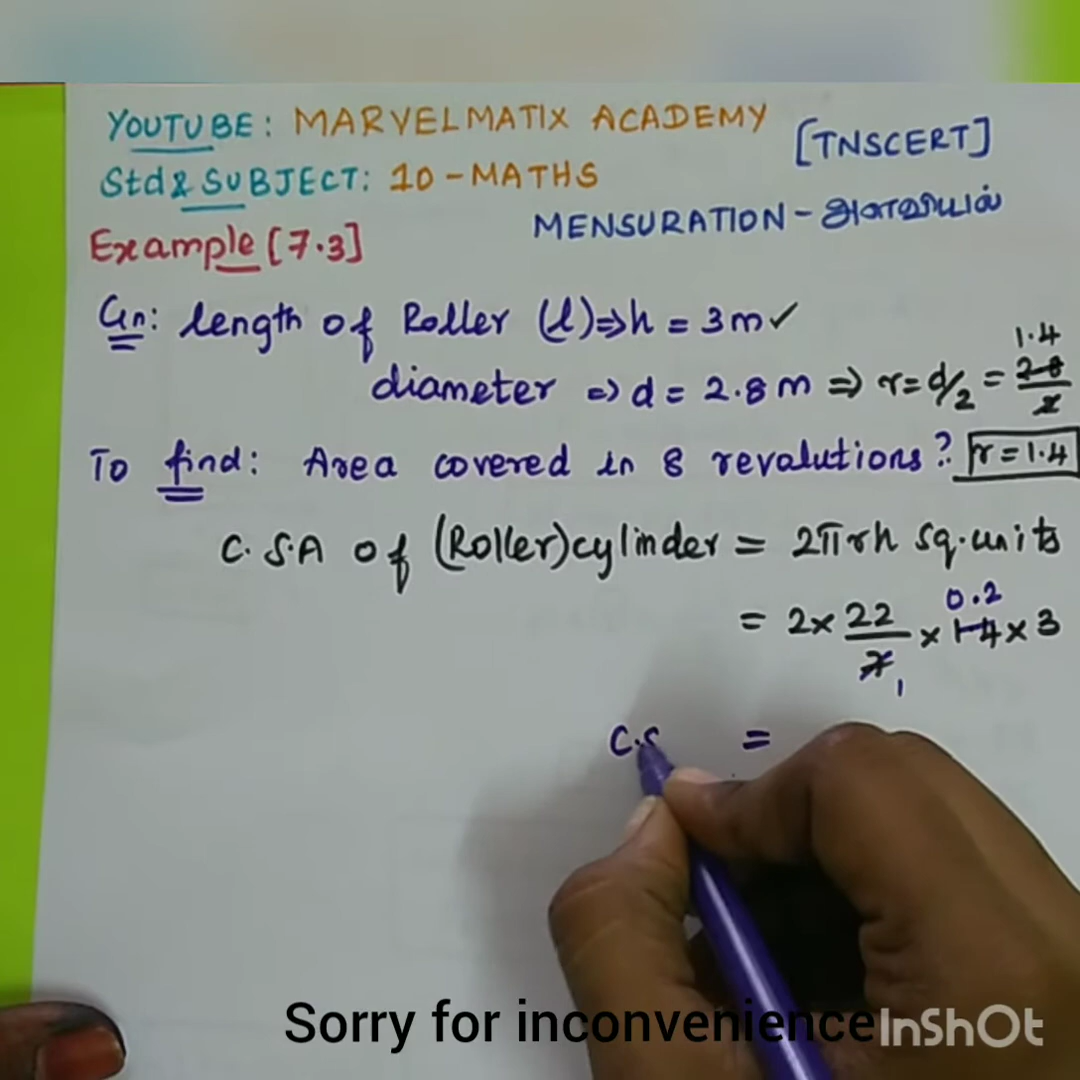 YOUTUBE: MARVELMATIX ACADEMY [TNSCERT]
Std & SUBJECT: 10-MATHS
MENSURATION - அளவியல்
Example [7.3]
Gn: length of Roller (l)⇒h = 3m✓
diameter ⇒ d = 2.8 m ⇒ r = d/2 = 2.8/2 1.4
To find: Area covered in 8 revalutions? r = 1.4
C.S.A of (Roller)cylinder = 2πrh sq.units
= 2 × 22/7 × 1.4 × 3 0.2 1
C.S =
Sorry for inconvenience InShOt